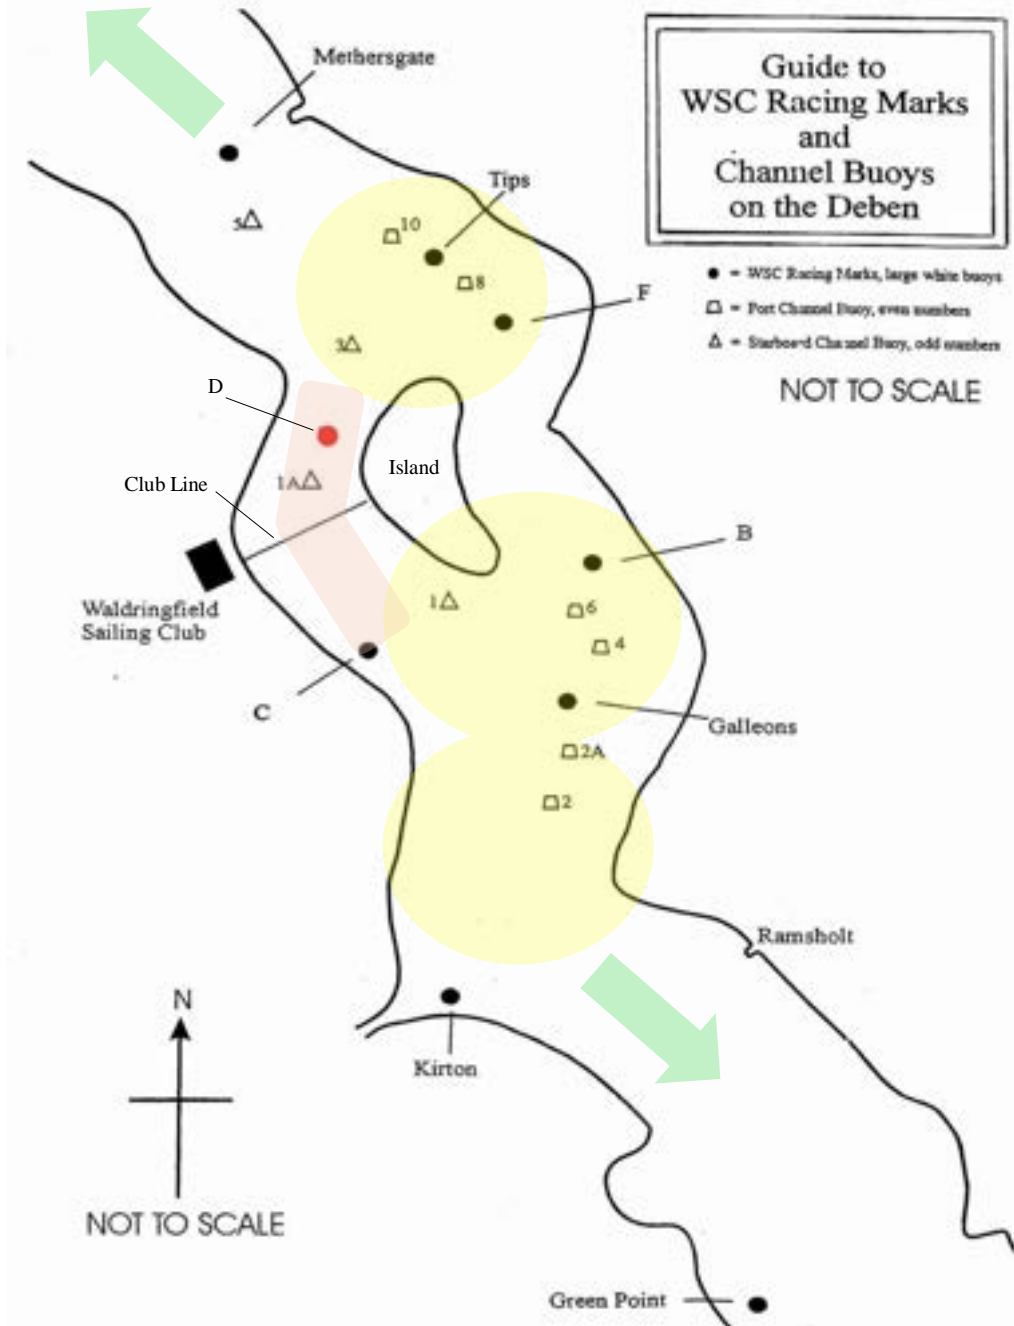 Guide to
WSC Racing Marks
and
Channel Buoys
on the Deben
● = WSC Racing Marks, large white buoys
= Port Channel Buoy, even numbers
△ = Starboard Channel Buoy, odd numbers
NOT TO SCALE
Methersgate
Tips
10
5△
8
F
3△
D
Island
1A△
Club Line
B
Waldringfield
Sailing Club
1△
6
4
C
Galleons
2A
2
Ramsholt
N
Kirton
NOT TO SCALE
Green Point